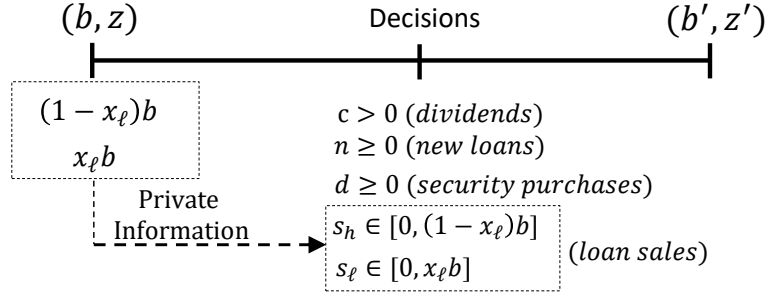 (b, z) Decisions (b′, z′)
(1 − xℓ)b
xℓb
c > 0 (dividends)
n ≥ 0 (new loans)
d ≥ 0 (security purchases)
Private
Information
sₕ ∈ [0, (1 − xℓ)b]
(loan sales)
sℓ ∈ [0, xℓb]